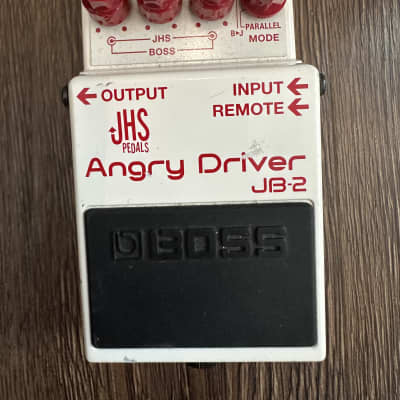 JHS
BOSS
B▸J
PARALLEL
MODE
OUTPUT
INPUT
REMOTE
JHS
PEDALS
Angry Driver
JB-2
BOSS